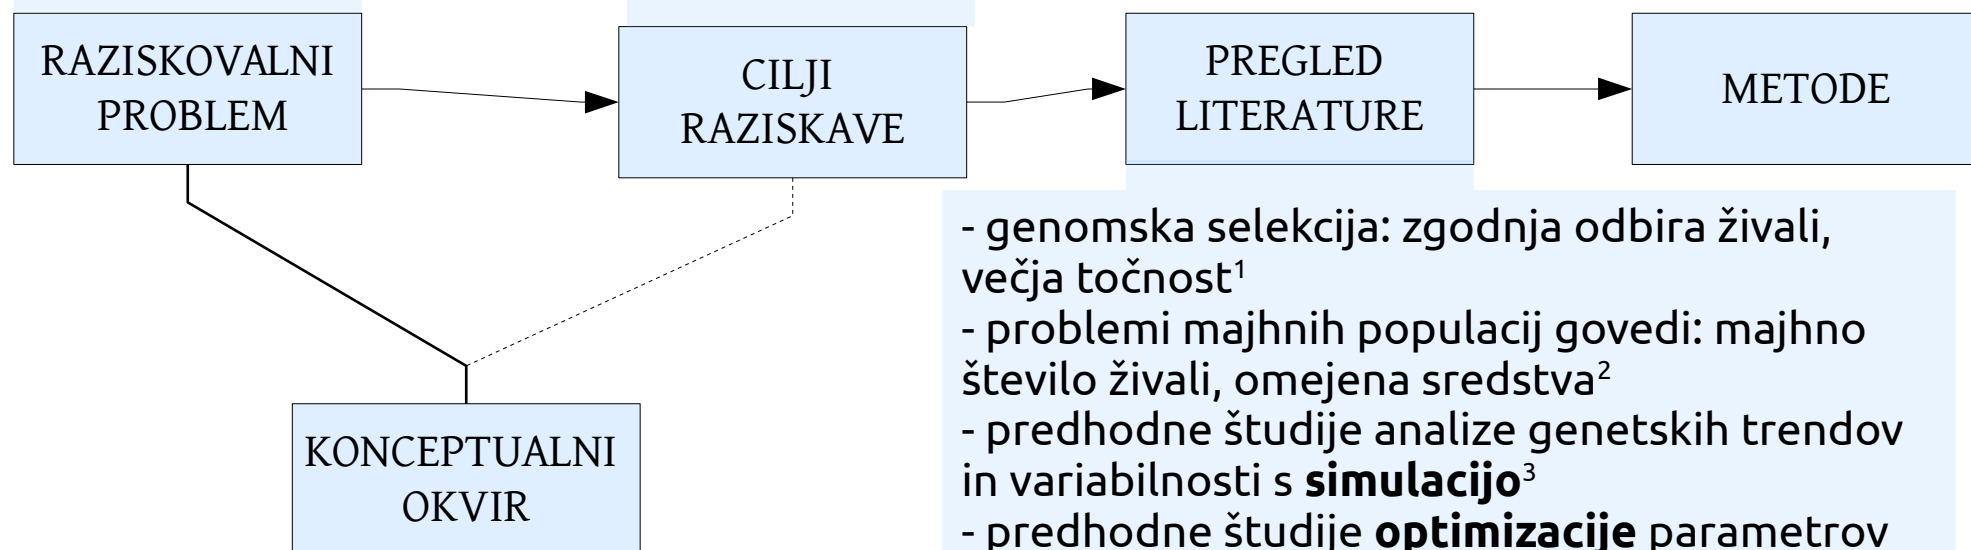 RAZISKOVALNI
PROBLEM
CILJI
RAZISKAVE
PREGLED
LITERATURE
METODE
KONCEPTUALNI
OKVIR
- genomska selekcija: zgodnja odbira živali,
večja točnost¹
- problemi majhnih populacij govedi: majhno
število živali, omejena sredstva²
- predhodne študije analize genetskih trendov
in variabilnosti s simulacijo³
- predhodne študije optimizacije parametrov